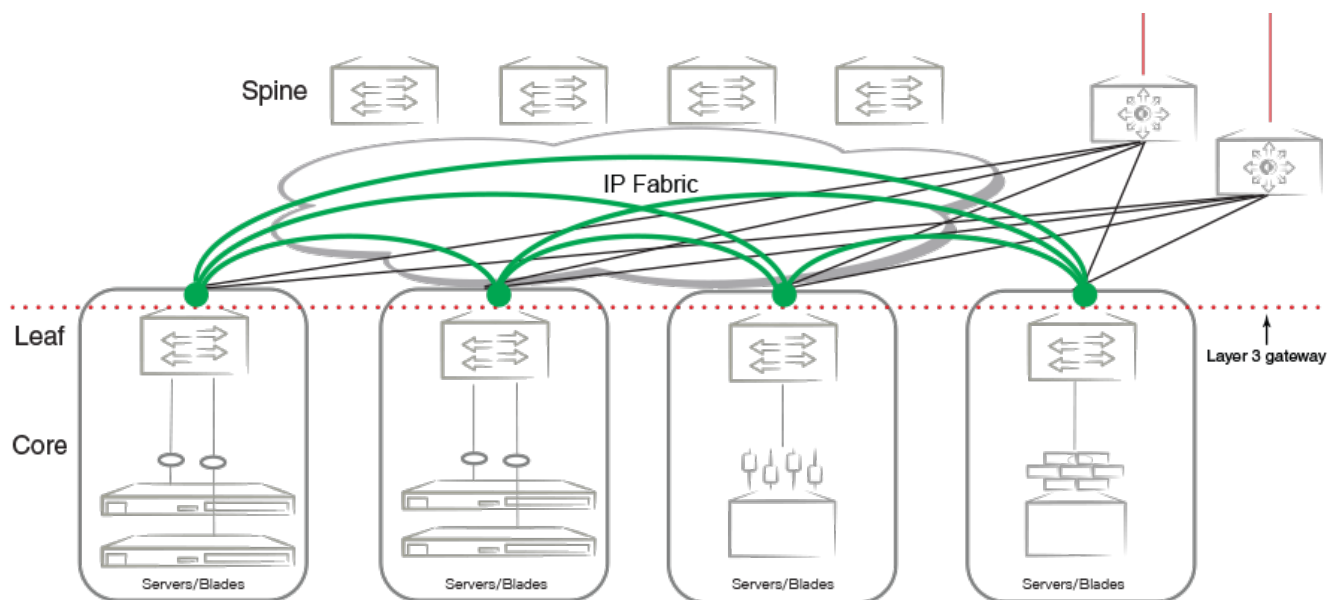 Spine
IP Fabric
Leaf
Layer 3 gateway
Core
Servers/Blades
Servers/Blades
Servers/Blades
Servers/Blades